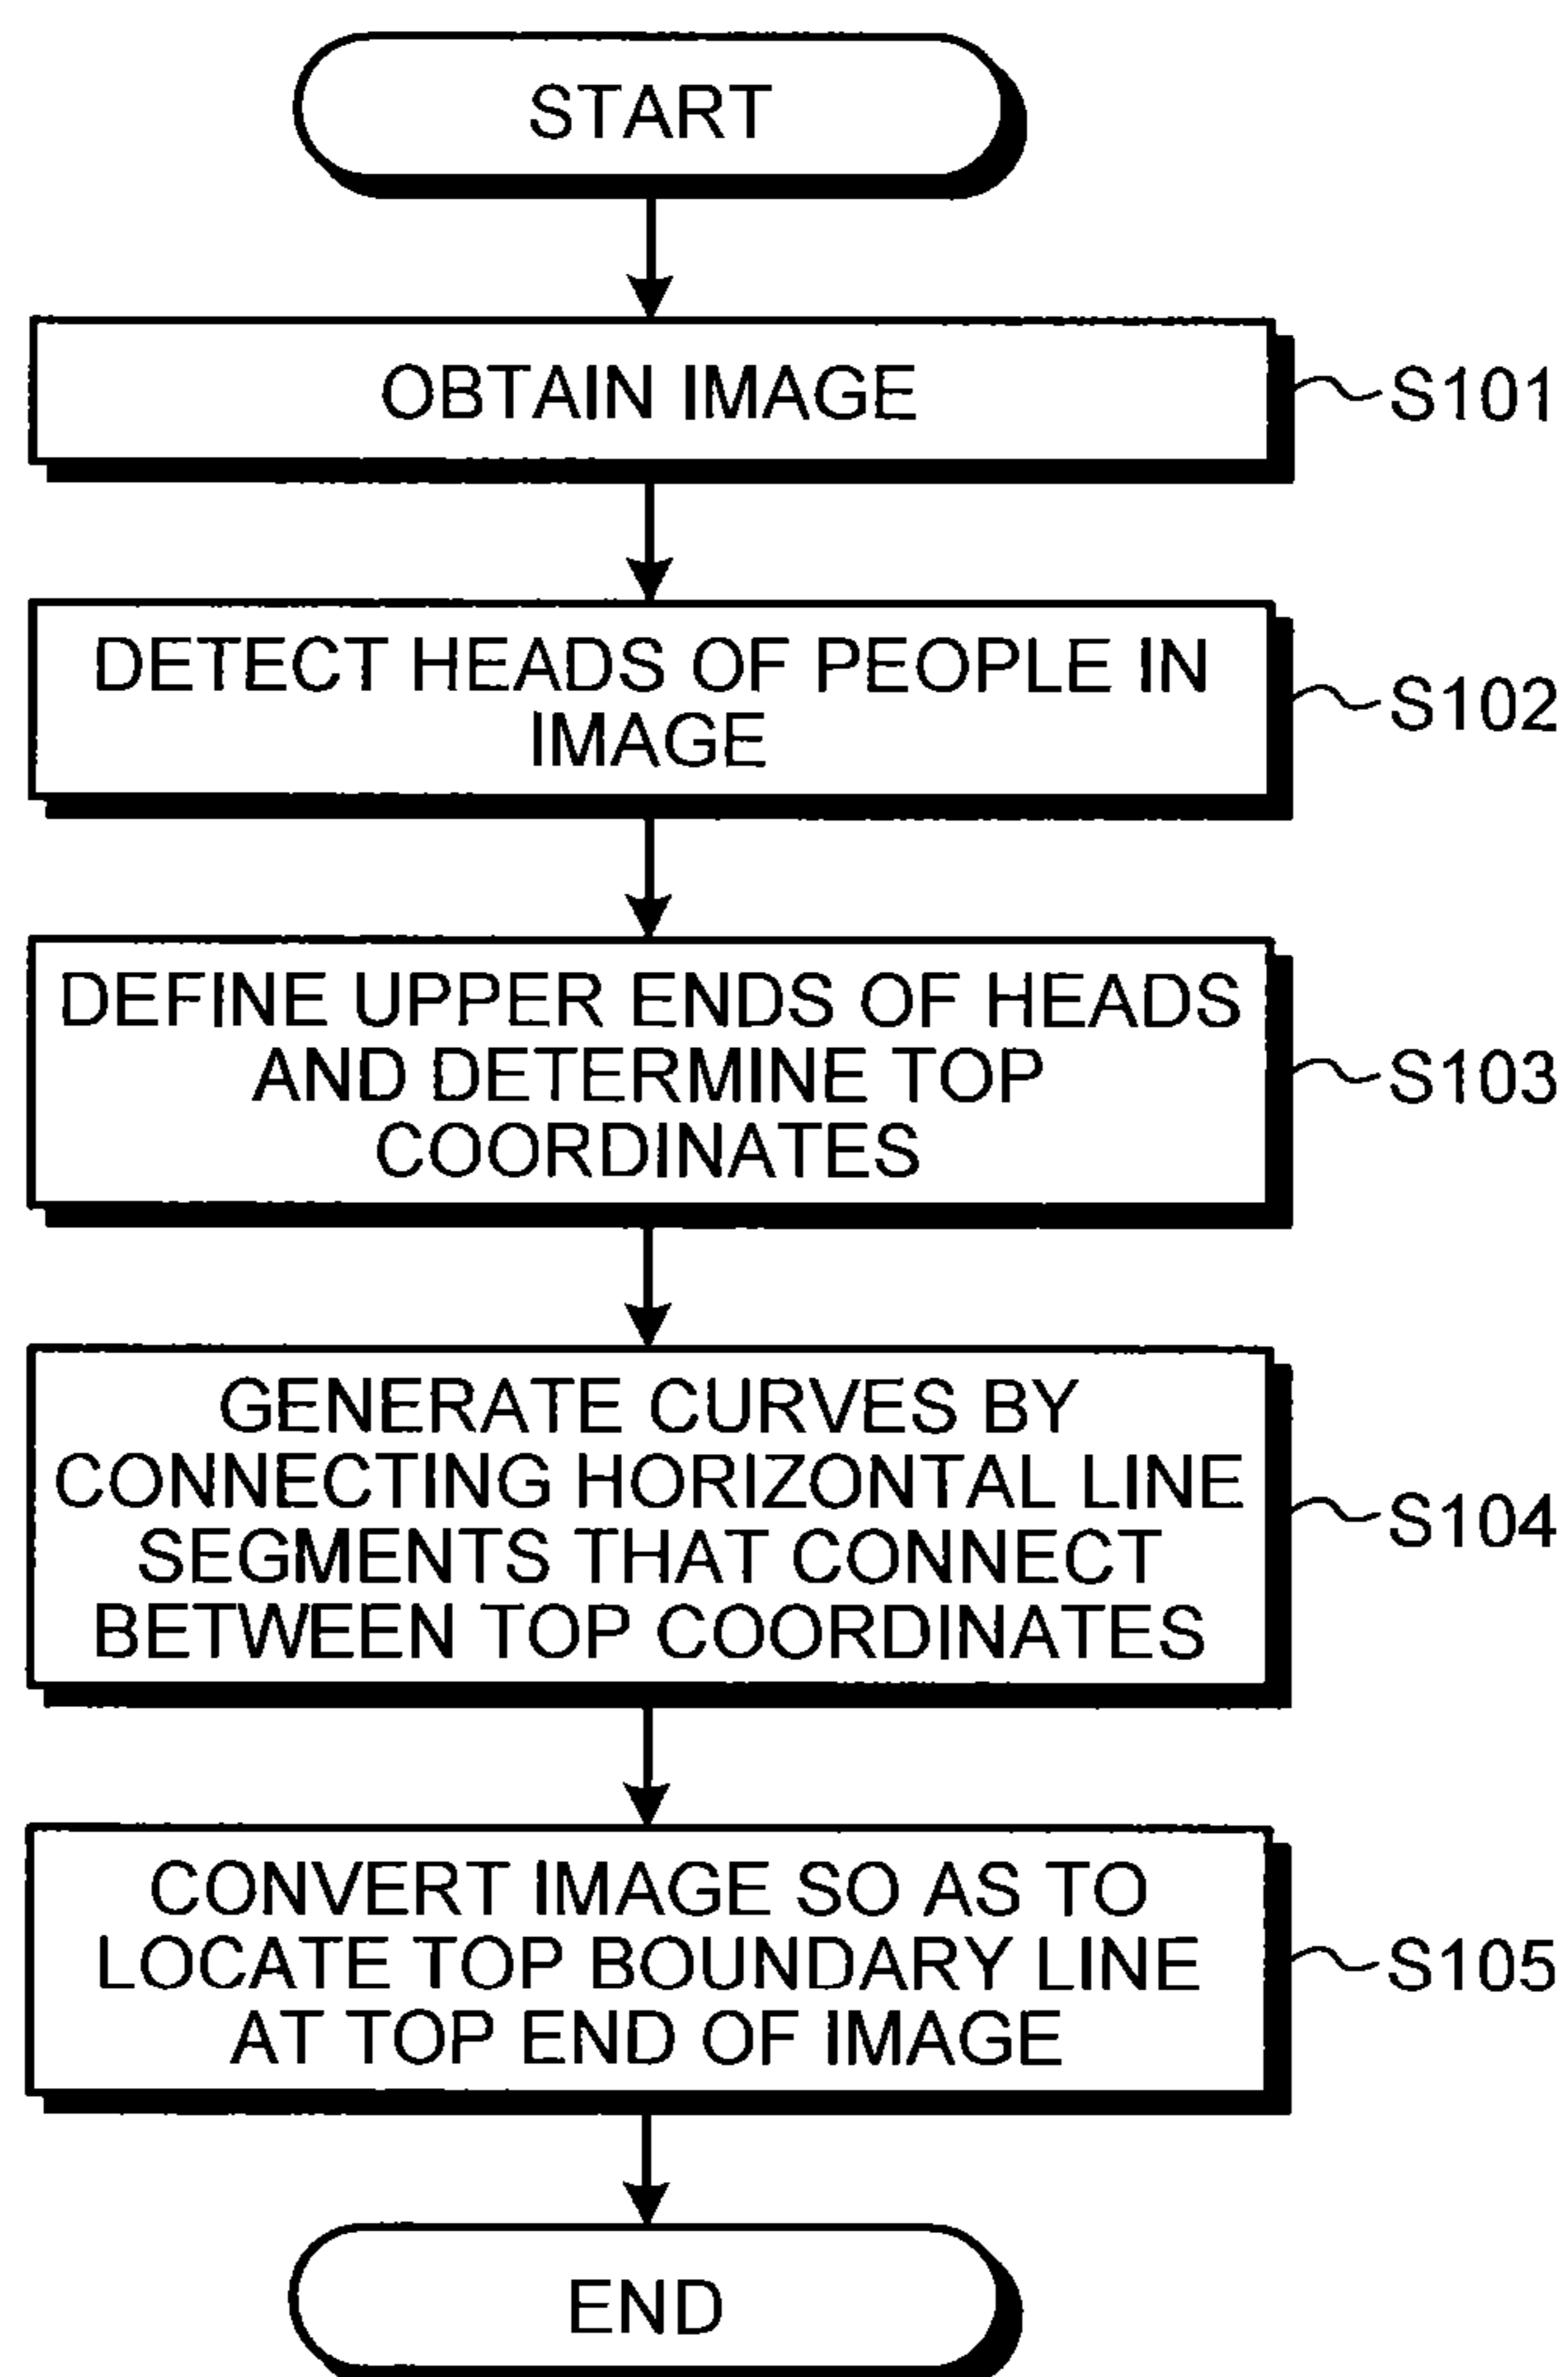 START
OBTAIN IMAGE
S101
DETECT HEADS OF PEOPLE IN
IMAGE
S102
DEFINE UPPER ENDS OF HEADS
AND DETERMINE TOP
COORDINATES
S103
GENERATE CURVES BY
CONNECTING HORIZONTAL LINE
SEGMENTS THAT CONNECT
BETWEEN TOP COORDINATES
S104
CONVERT IMAGE SO AS TO
LOCATE TOP BOUNDARY LINE
AT TOP END OF IMAGE
S105
END